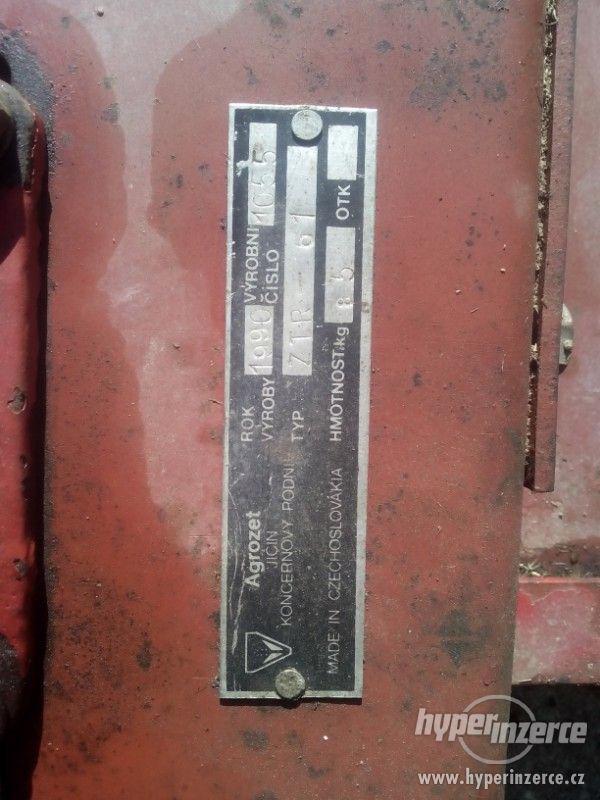 Agrozet
JIČÍN
KONCERNOVÝ PODNIK
MADE IN CZECHOSLOVAKIA
ROK VÝROBY 1990 VÝROBNÍ ČÍSLO 1055
TYP ZTR - 61
HMOTNOST kg 85 OTK
hyperinzerce
www.hyperinzerce.cz